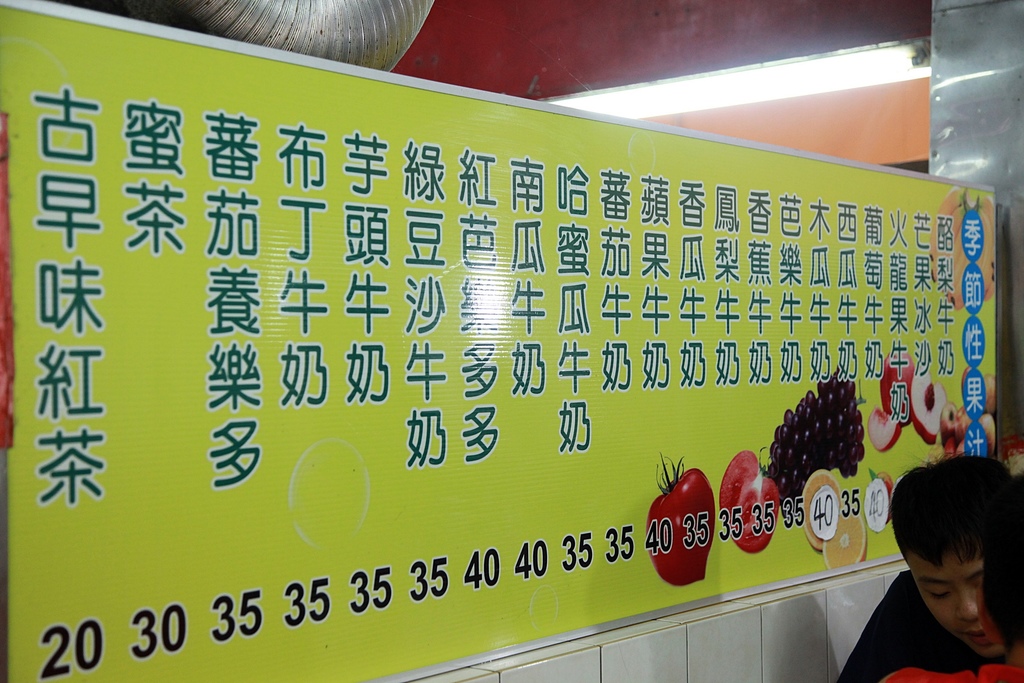 季節性果汁
酪梨牛奶
芒果冰沙
火龍果牛奶
葡萄牛奶
40
西瓜牛奶
35
木瓜牛奶
40
芭樂牛奶
35
香蕉牛奶
35
鳳梨牛奶
35
香瓜牛奶
35
蘋果牛奶
40
蕃茄牛奶
35
哈蜜瓜牛奶
35
南瓜牛奶
40
紅芭樂多多
40
綠豆沙牛奶
35
芋頭牛奶
35
布丁牛奶
35
蕃茄養樂多
35
蜜茶
30
古早味紅茶
20